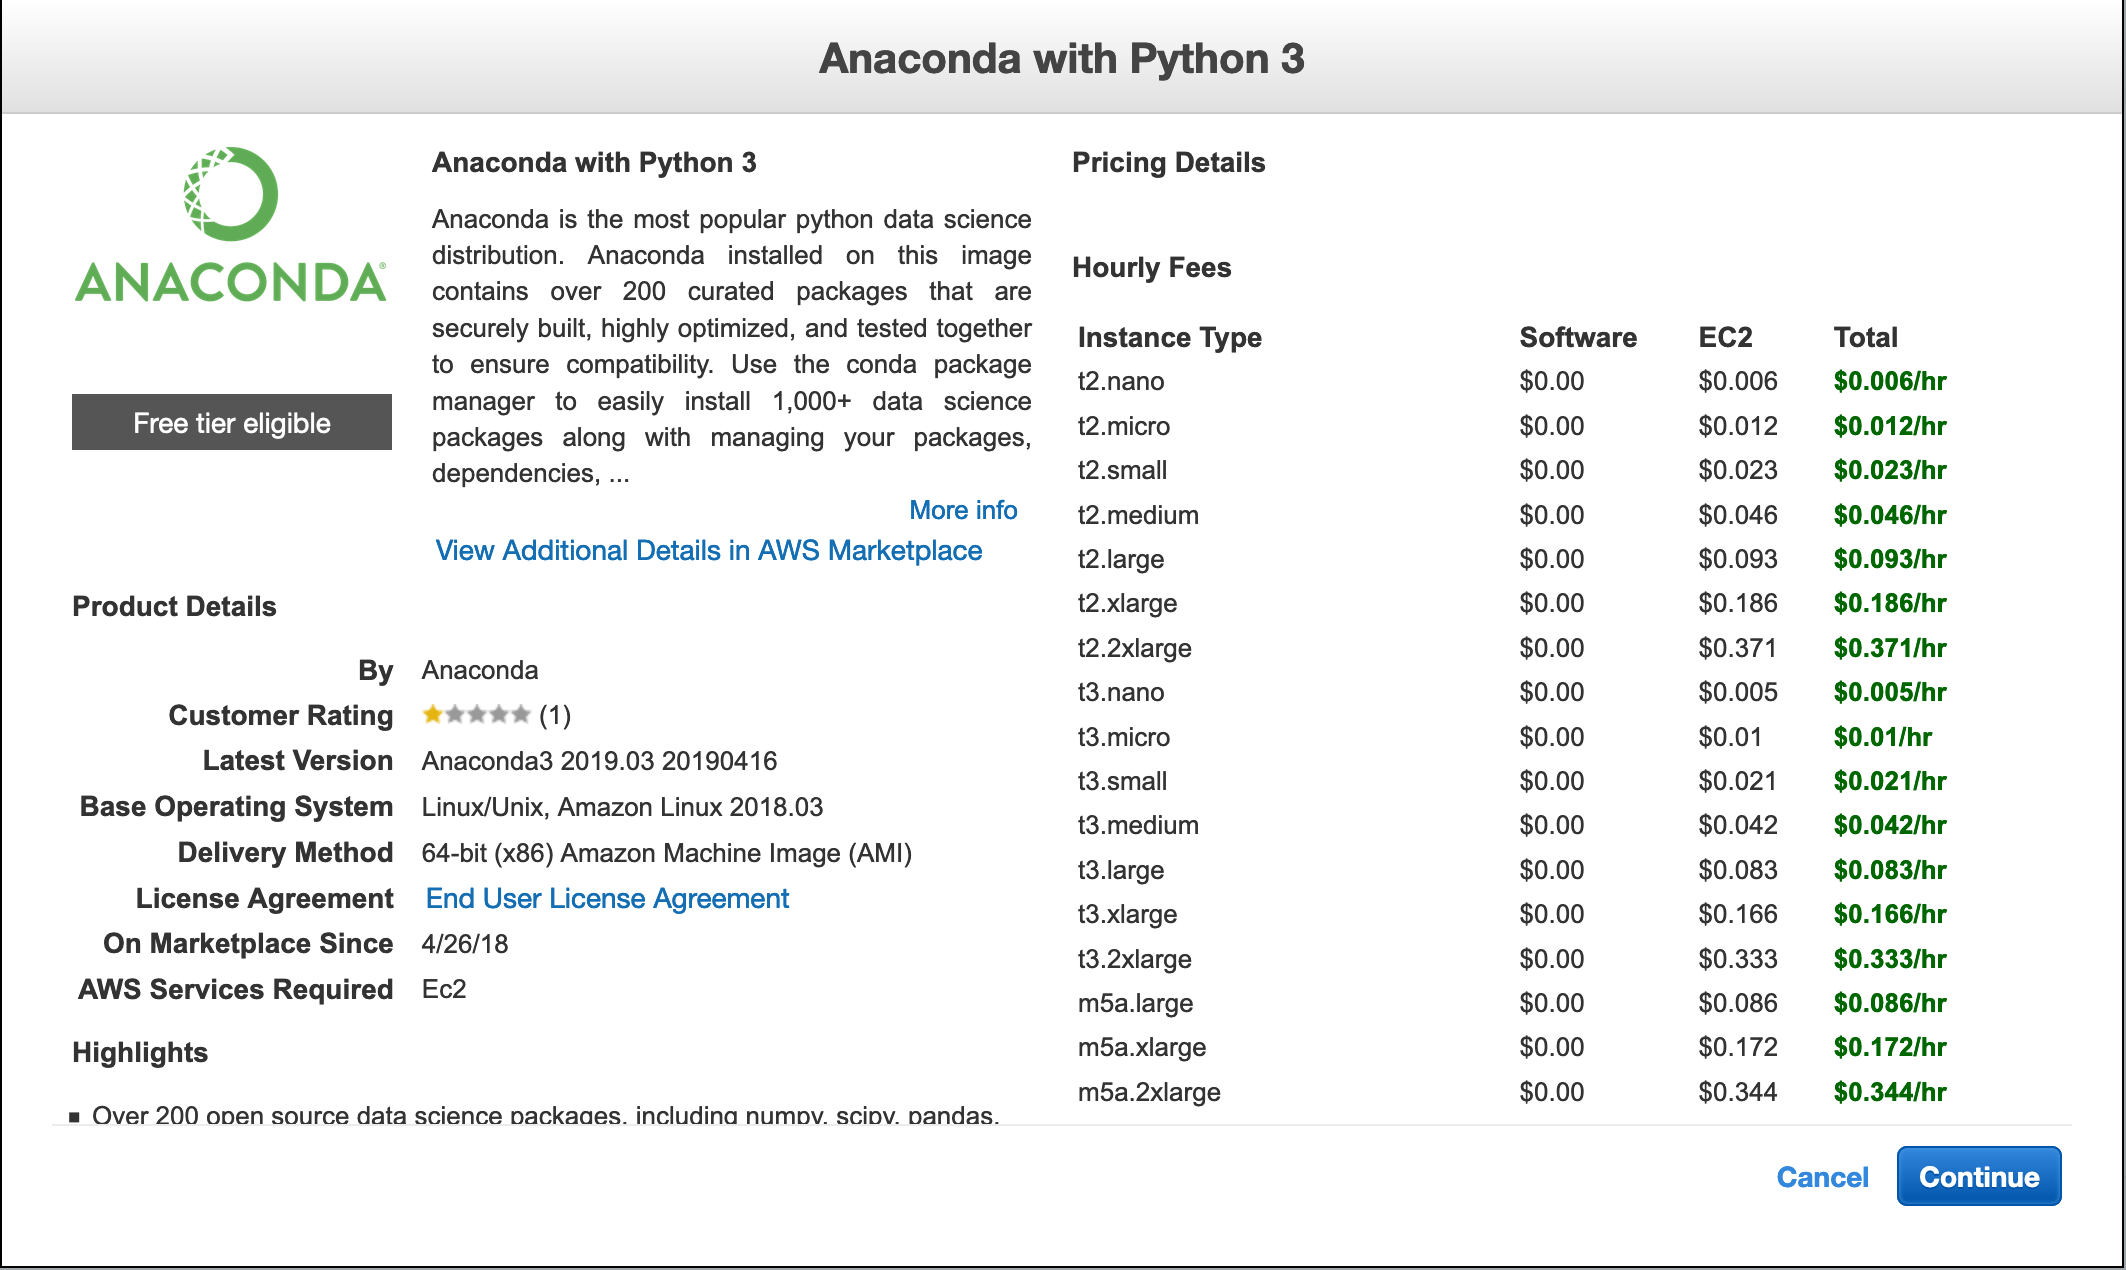 Anaconda with Python 3
ANACONDA®
Free tier eligible
Anaconda with Python 3
Anaconda is the most popular python data science
distribution. Anaconda installed on this image
contains over 200 curated packages that are
securely built, highly optimized, and tested together
to ensure compatibility. Use the conda package
manager to easily install 1,000+ data science
packages along with managing your packages,
dependencies, ...
More info
View Additional Details in AWS Marketplace
Product Details
By Anaconda
Customer Rating (1)
Latest Version Anaconda3 2019.03 20190416
Base Operating System Linux/Unix, Amazon Linux 2018.03
Delivery Method 64-bit (x86) Amazon Machine Image (AMI)
License Agreement End User License Agreement
On Marketplace Since 4/26/18
AWS Services Required Ec2
Highlights
▪ Over 200 open source data science packages, including numpy, scipy, pandas,
Pricing Details
Hourly Fees
Instance Type Software EC2 Total
t2.nano $0.00 $0.006 $0.006/hr
t2.micro $0.00 $0.012 $0.012/hr
t2.small $0.00 $0.023 $0.023/hr
t2.medium $0.00 $0.046 $0.046/hr
t2.large $0.00 $0.093 $0.093/hr
t2.xlarge $0.00 $0.186 $0.186/hr
t2.2xlarge $0.00 $0.371 $0.371/hr
t3.nano $0.00 $0.005 $0.005/hr
t3.micro $0.00 $0.01 $0.01/hr
t3.small $0.00 $0.021 $0.021/hr
t3.medium $0.00 $0.042 $0.042/hr
t3.large $0.00 $0.083 $0.083/hr
t3.xlarge $0.00 $0.166 $0.166/hr
t3.2xlarge $0.00 $0.333 $0.333/hr
m5a.large $0.00 $0.086 $0.086/hr
m5a.xlarge $0.00 $0.172 $0.172/hr
m5a.2xlarge $0.00 $0.344 $0.344/hr
Cancel Continue